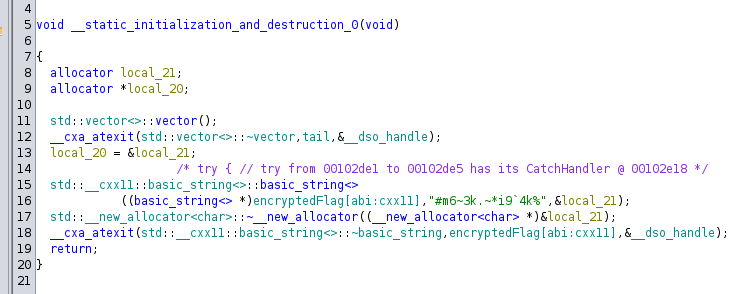 4
5 void __static_initialization_and_destruction_0(void)
6
7 {
8 allocator local_21;
9 allocator *local_20;
10
11 std::vector<>::vector();
12 __cxa_atexit(std::vector<>::~vector,tail,&__dso_handle);
13 local_20 = &local_21;
14 /* try { // try from 00102de1 to 00102de5 has its CatchHandler @ 00102e18 */
15 std::__cxx11::basic_string<>::basic_string<>
16 ((basic_string<> *)encryptedFlag[abi:cxx11],"#m6~3k.~*i9`4k%",&local_21);
17 std::__new_allocator<char>::~__new_allocator((__new_allocator<char> *)&local_21);
18 __cxa_atexit(std::__cxx11::basic_string<>::~basic_string,encryptedFlag[abi:cxx11],&__dso_handle);
19 return;
20 }
21